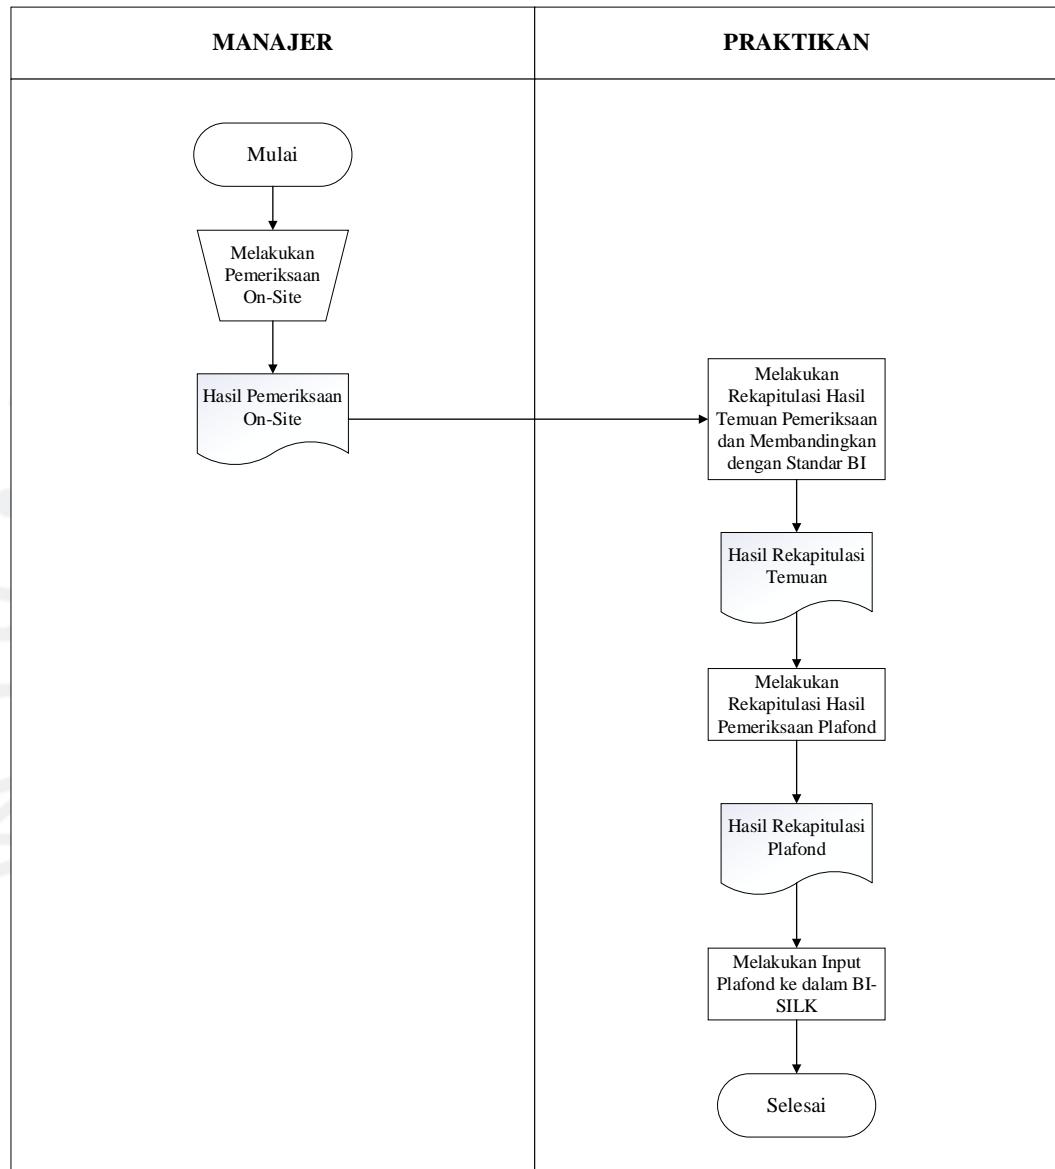 MANAJER
PRAKTIKAN
Mulai
Melakukan
Pemeriksaan
On-Site
Hasil Pemeriksaan
On-Site
Melakukan
Rekapitulasi Hasil
Temuan Pemeriksaan
dan Membandingkan
dengan Standar BI
Hasil Rekapitulasi
Temuan
Melakukan
Rekapitulasi Hasil
Pemeriksaan Plafond
Hasil Rekapitulasi
Plafond
Melakukan Input
Plafond ke dalam BI-
SILK
Selesai